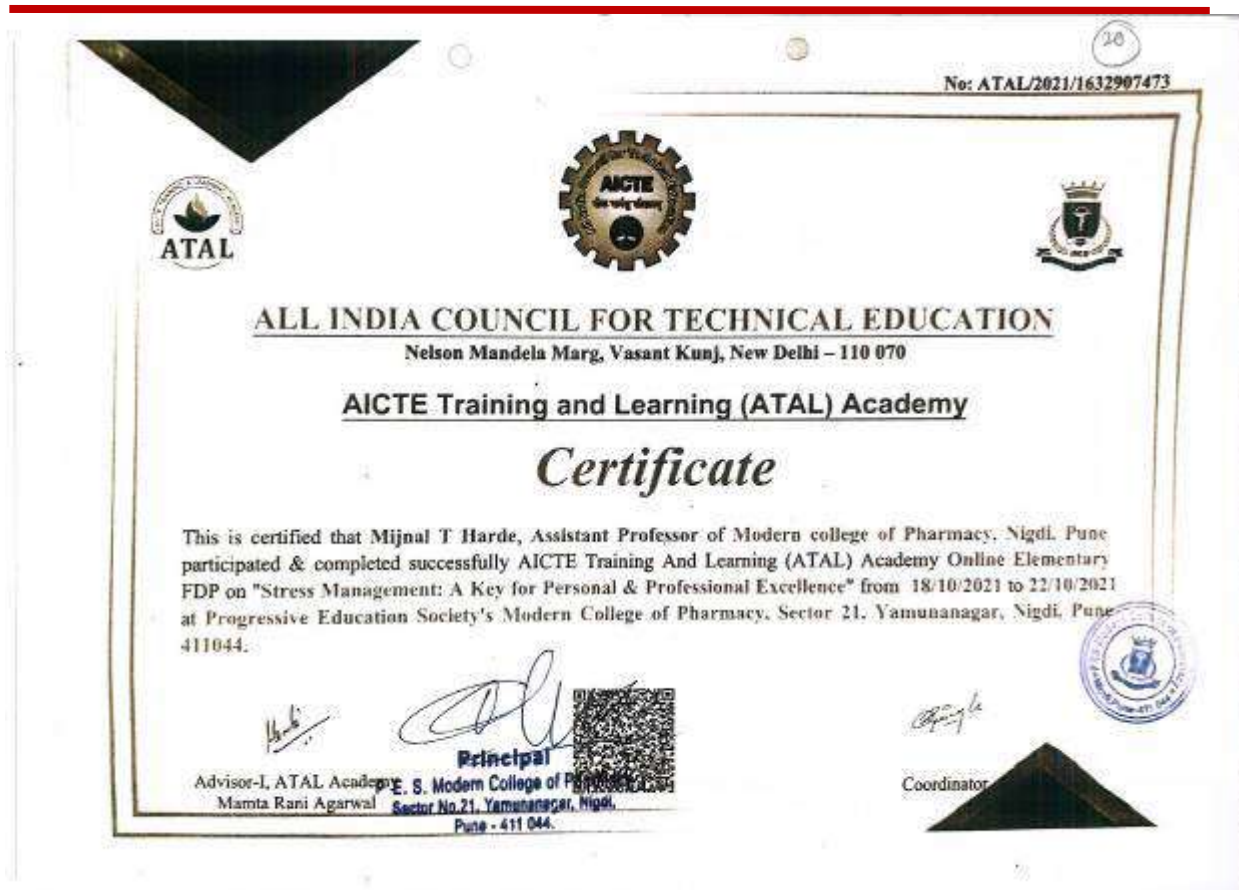 20
No: ATAL/2021/1632907473
ATAL
AICTE
ALL INDIA COUNCIL FOR TECHNICAL EDUCATION
Nelson Mandela Marg, Vasant Kunj, New Delhi – 110 070
AICTE Training and Learning (ATAL) Academy
Certificate
This is certified that Mijnal T Harde, Assistant Professor of Modern college of Pharmacy, Nigdi, Pune
participated & completed successfully AICTE Training And Learning (ATAL) Academy Online Elementary
FDP on "Stress Management: A Key for Personal & Professional Excellence" from 18/10/2021 to 22/10/2021
at Progressive Education Society's Modern College of Pharmacy, Sector 21, Yamunanagar, Nigdi, Pune
411044.
Advisor-I, ATAL Academy
Mamta Rani Agarwal
Principal
P. E. S. Modern College of
Sector No.21, Yamunanagar, Nigdi,
Pune - 411 044.
Coordinator